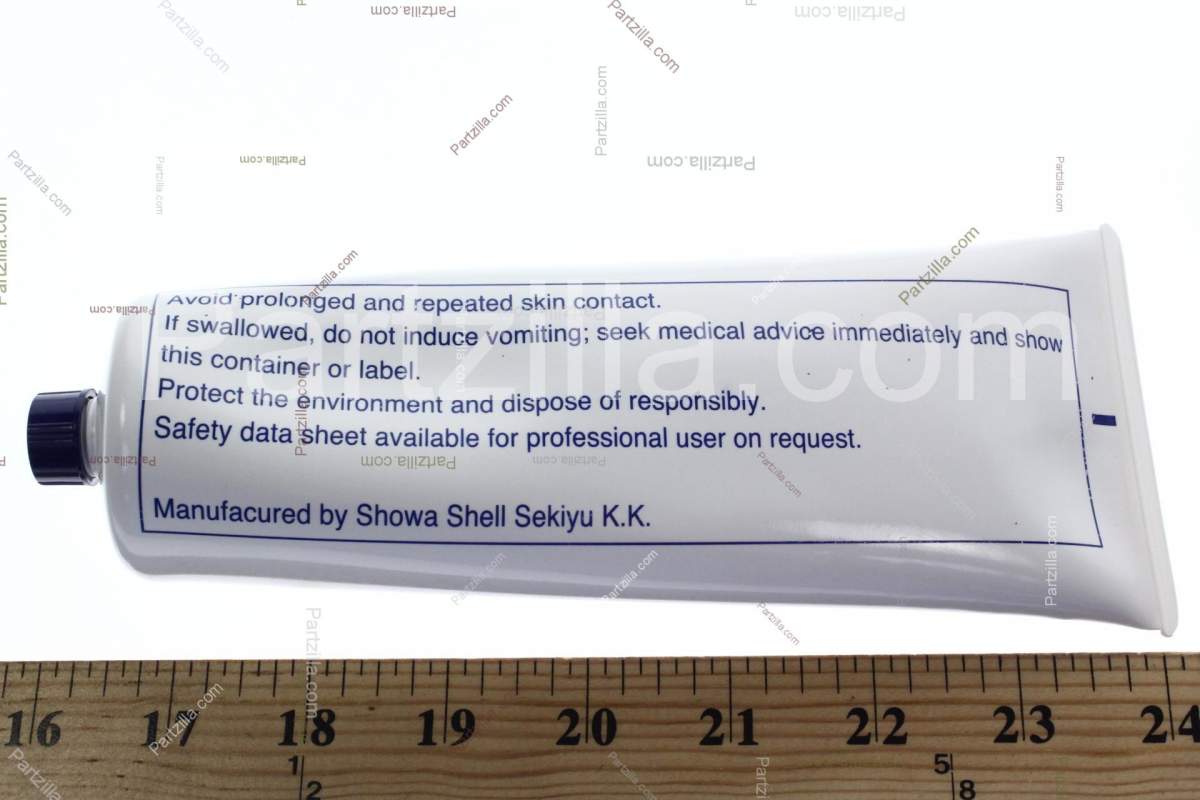 Avoid prolonged and repeated skin contact.
If swallowed, do not induce vomiting; seek medical advice immediately and show
this container or label.
Protect the environment and dispose of responsibly.
Safety data sheet available for professional user on request.
Manufacured by Showa Shell Sekiyu K.K.
Partzilla.com
16 17 18 19 20 21 22 23 24
1 5
2 8